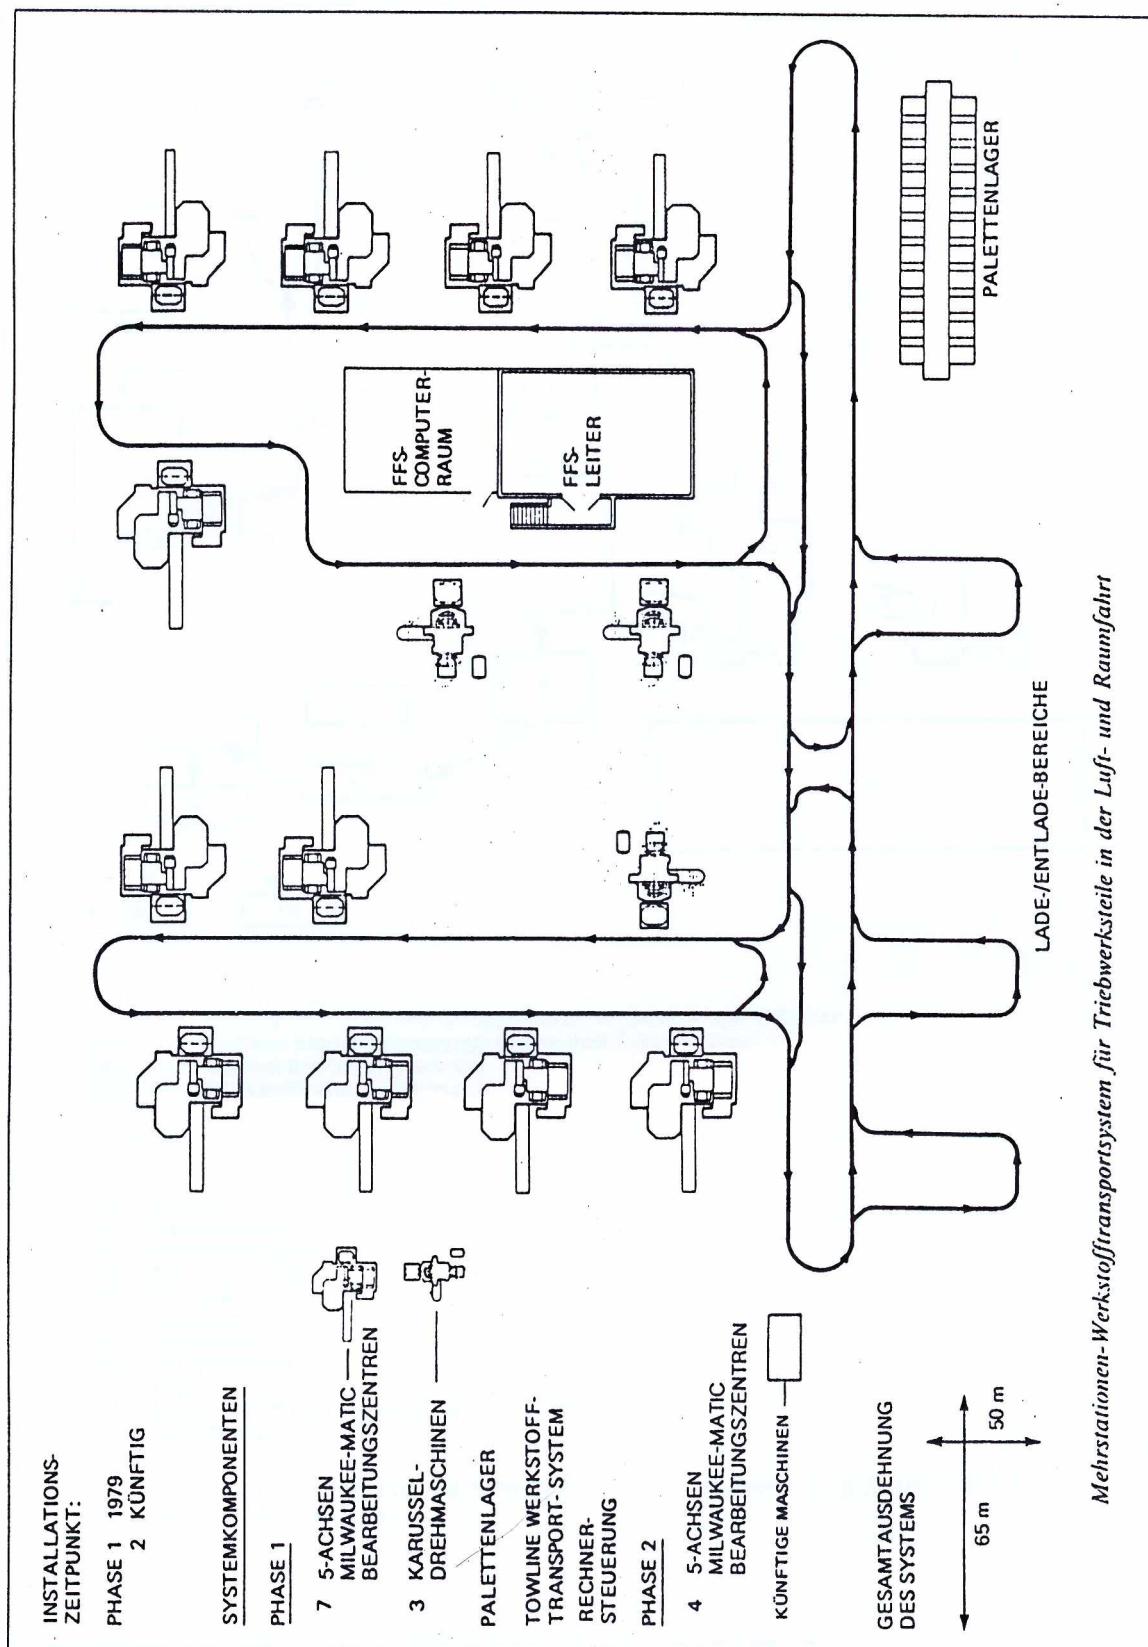 INSTALLATIONS-
ZEITPUNKT:
PHASE 1 1979
2 KÜNFTIG
SYSTEMKOMPONENTEN
PHASE 1
7 5-ACHSEN
MILWAUKEE-MATIC
BEARBEITUNGSZENTREN
3 KARUSSEL-
DREHMASCHINEN
PALETTENLAGER
TOWLINE WERKSTOFF-
TRANSPORT-SYSTEM
RECHNER-
STEUERUNG
PHASE 2
4 5-ACHSEN
MILWAUKEE-MATIC
BEARBEITUNGSZENTREN
KÜNFTIGE MASCHINEN
GESAMTAUSDEHNUNG
DES SYSTEMS
65 m
50 m
FFS-
COMPUTER-
RAUM
FFS-
LEITER
PALETTENLAGER
LADE-/ENTLADE-BEREICHE
Mehrstationen-Werkstofftransportsystem für Triebwerksteile in der Luft- und Raumfahrt